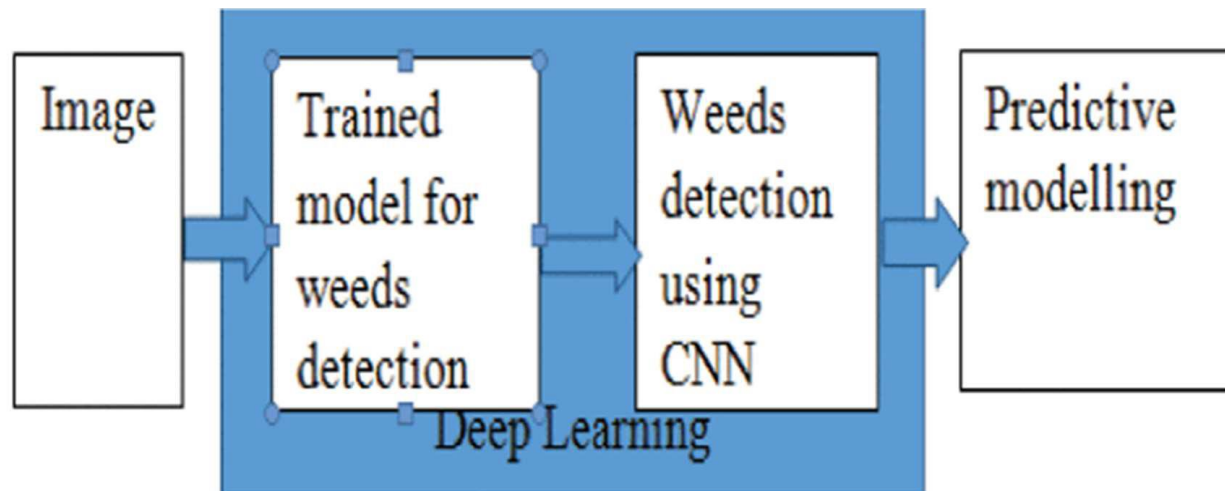 Image
Trained
model for
weeds
detection
Weeds
detection
using
CNN
Predictive
modelling
Deep Learning